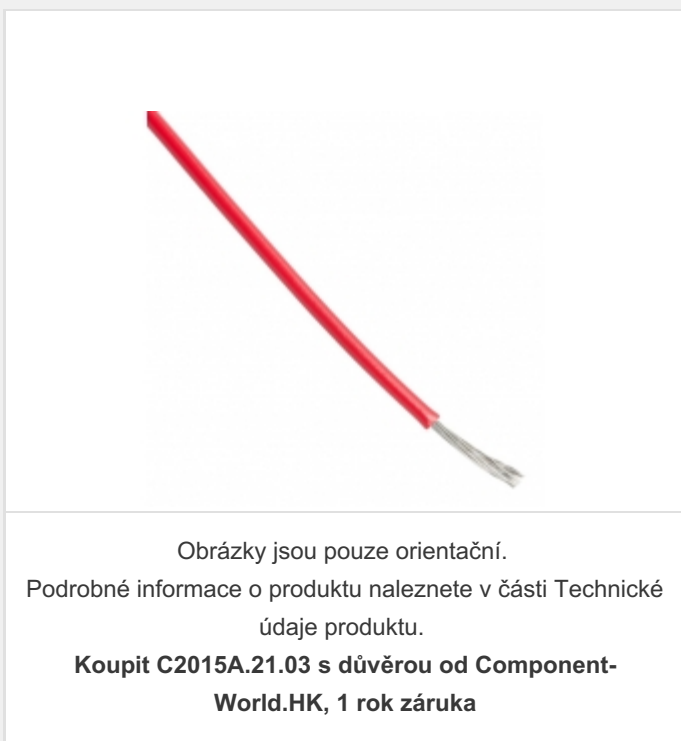 Obrázky jsou pouze orientační.
Podrobné informace o produktu naleznete v části Technické
údaje produktu.
Koupit C2015A.21.03 s důvěrou od Component-
World.HK, 1 rok záruka